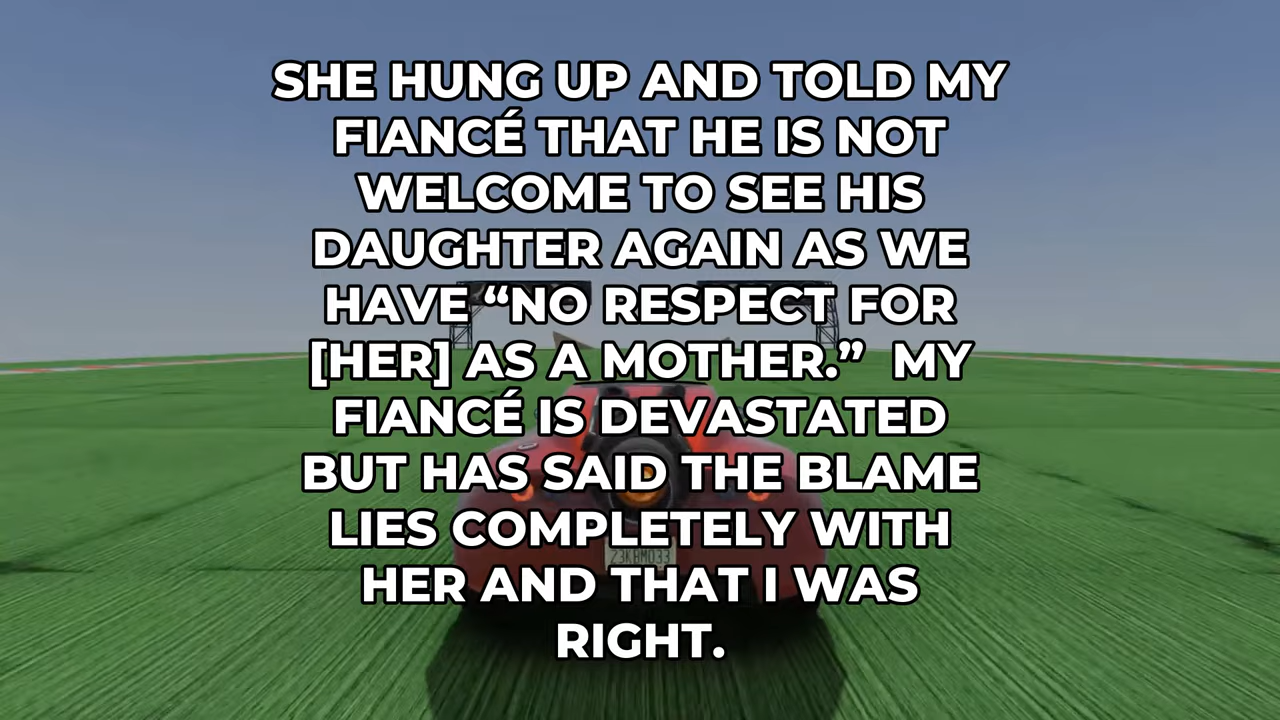 SHE HUNG UP AND TOLD MY
FIANCÉ THAT HE IS NOT
WELCOME TO SEE HIS
DAUGHTER AGAIN AS WE
HAVE “NO RESPECT FOR
[HER] AS A MOTHER.”  MY
FIANCÉ IS DEVASTATED
BUT HAS SAID THE BLAME
LIES COMPLETELY WITH
HER AND THAT I WAS
RIGHT.